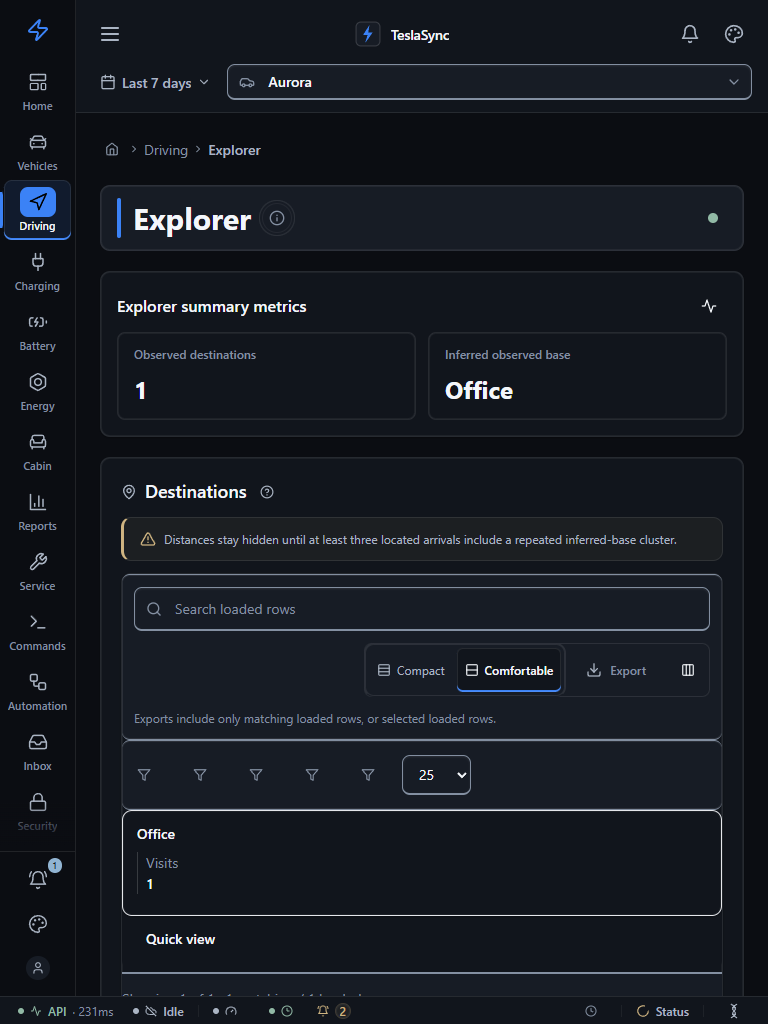 TeslaSync
Last 7 days
Aurora
Home
Vehicles
Driving
Charging
Battery
Energy
Cabin
Reports
Service
Commands
Automation
Inbox
Security
1
Driving
Explorer
Explorer
Explorer summary metrics
Observed destinations
1
Inferred observed base
Office
Destinations
Distances stay hidden until at least three located arrivals include a repeated inferred-base cluster.
Search loaded rows
Compact
Comfortable
Export
Exports include only matching loaded rows, or selected loaded rows.
25
Office
Visits
1
Quick view
API · 231ms
Idle
2
Status